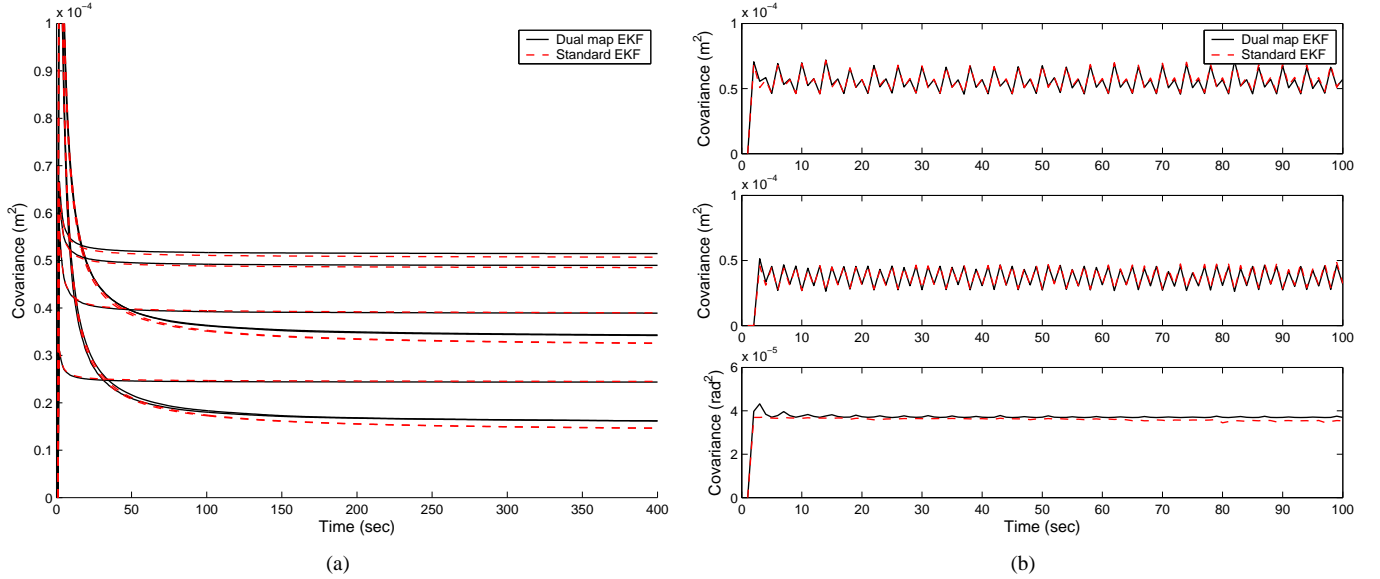 x 10⁻⁴
1
0.9
0.8
0.7
0.6
0.5
0.4
0.3
0.2
0.1
0
Covariance (m²)
Dual map EKF
Standard EKF
0 50 100 150 200 250 300 350 400
Time (sec)
(a)
x 10⁻⁴
1
0.5
0
Covariance (m²)
Dual map EKF
Standard EKF
0 10 20 30 40 50 60 70 80 90 100
x 10⁻⁴
1
0.5
0
Covariance (m²)
0 10 20 30 40 50 60 70 80 90 100
x 10⁻⁵
6
4
2
0
Covariance (rad²)
0 10 20 30 40 50 60 70 80 90 100
Time (sec)
(b)